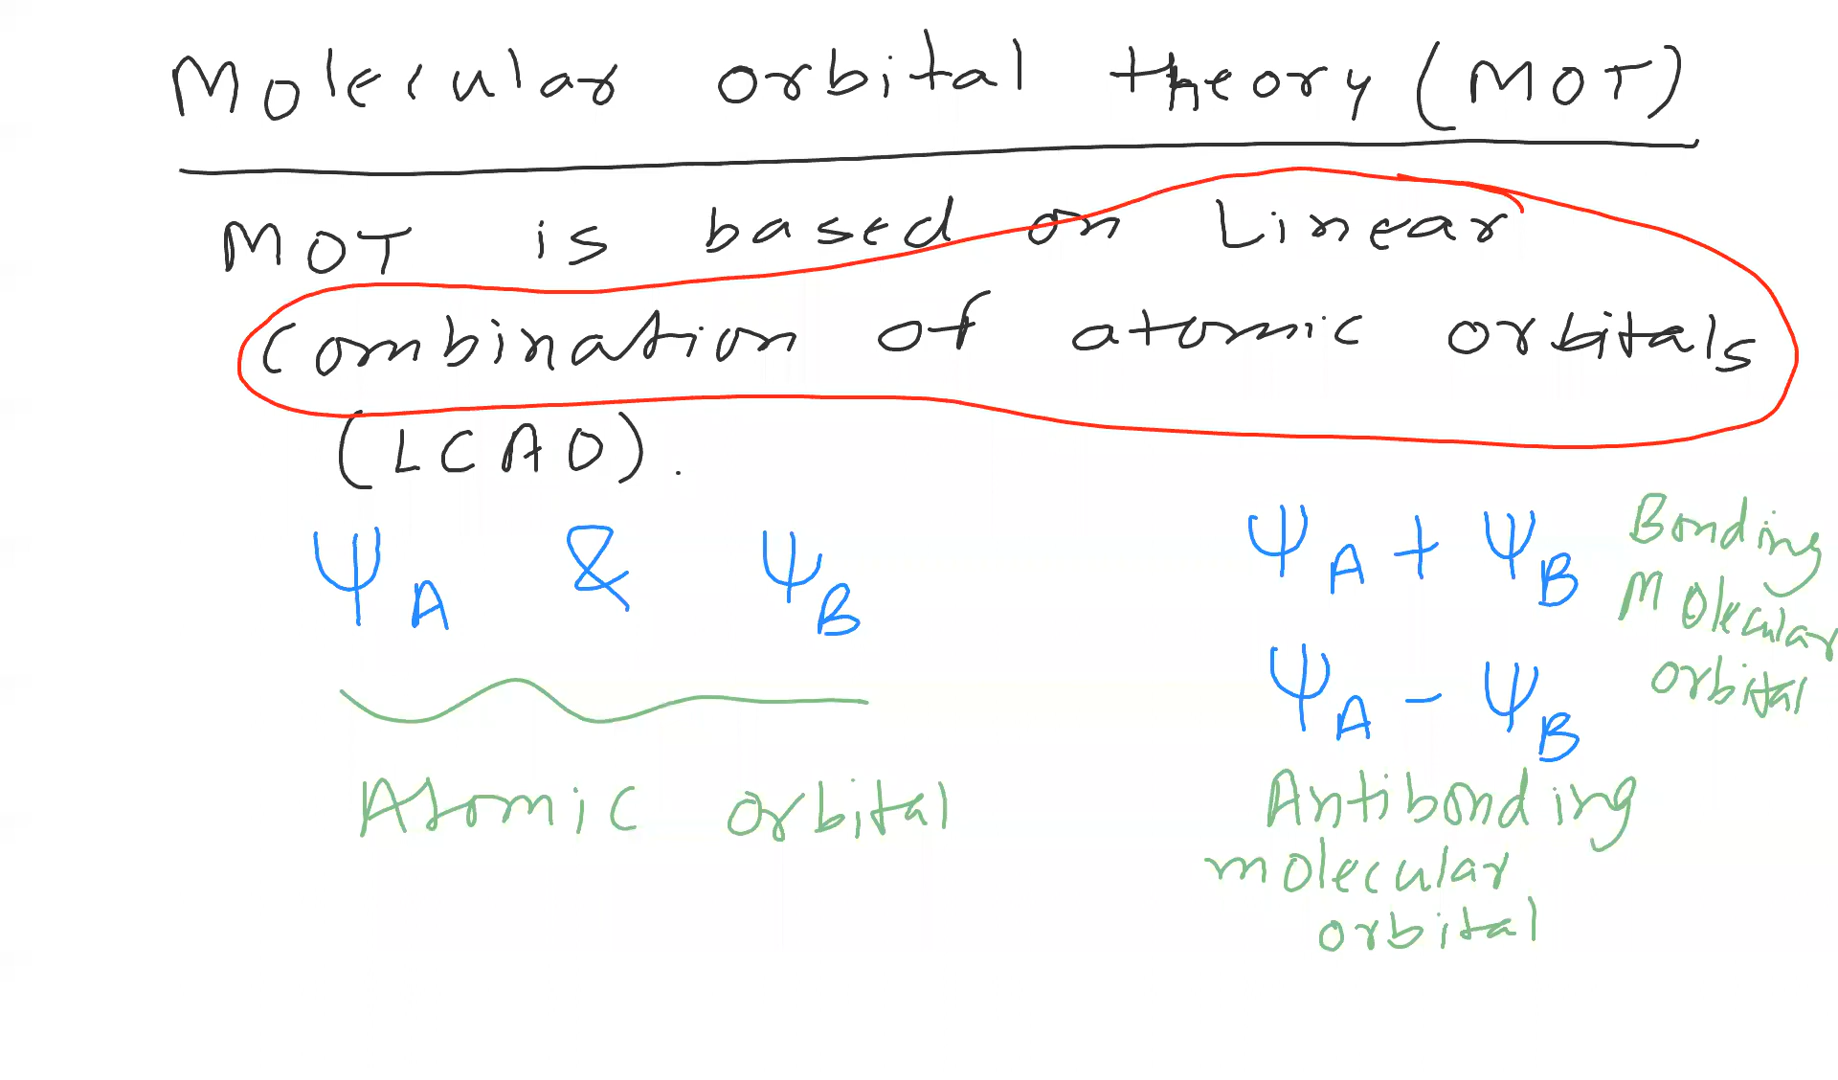 Molecular orbital theory (MOT)
MOT is based on Linear
Combination of atomic orbitals
(LCAO).
ΨA & ΨB
Atomic orbital
ΨA + ΨB
Bonding
Molecular
orbital
ΨA - ΨB
Antibonding
molecular
orbital